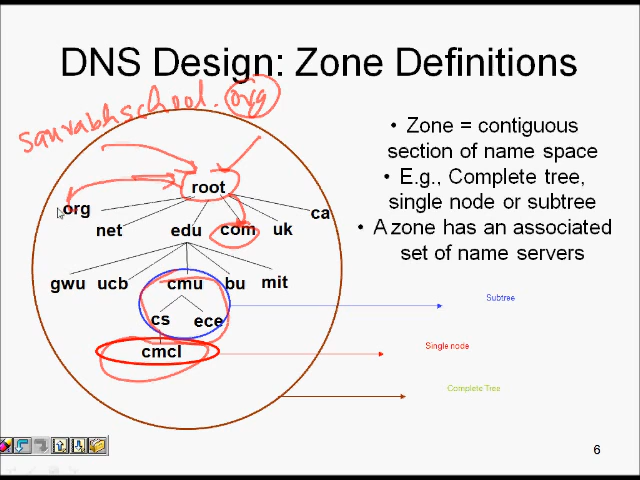 DNS Design: Zone Definitions
saurabhschool.org
• Zone = contiguous
section of name space
• E.g., Complete tree,
single node or subtree
• A zone has an associated
set of name servers
root
org
net
edu
com
uk
ca
gwu
ucb
cmu
bu
mit
cs
ece
cmcl
Subtree
Single node
Complete Tree
6